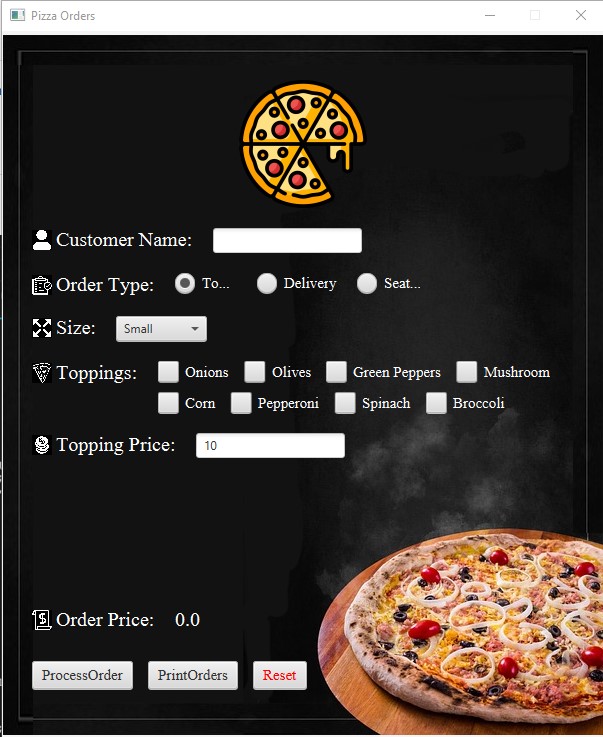 Pizza Orders
Customer Name:
Order Type: To... Delivery Seat...
Size: Small
Toppings: Onions Olives Green Peppers Mushroom
Corn Pepperoni Spinach Broccoli
Topping Price: 10
Order Price: 0.0
ProcessOrder PrintOrders Reset